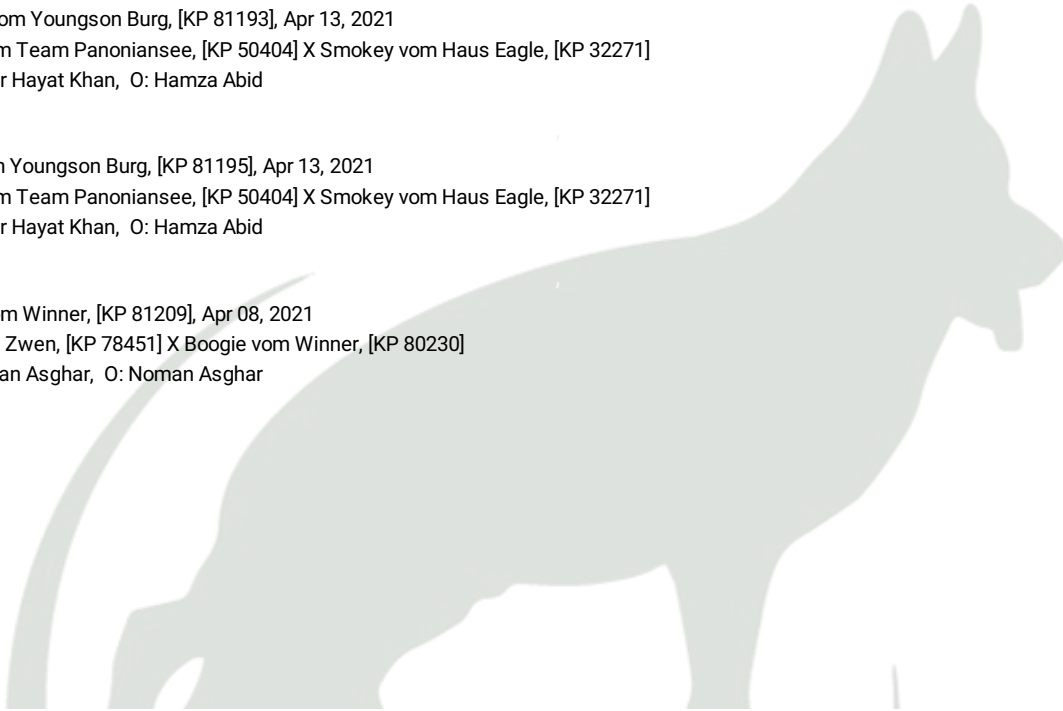 om Youngson Burg, [KP 81193], Apr 13, 2021
m Team Panoniansee, [KP 50404] X Smokey vom Haus Eagle, [KP 32271]
r Hayat Khan, O: Hamza Abid
n Youngson Burg, [KP 81195], Apr 13, 2021
m Team Panoniansee, [KP 50404] X Smokey vom Haus Eagle, [KP 32271]
r Hayat Khan, O: Hamza Abid
om Winner, [KP 81209], Apr 08, 2021
Zwen, [KP 78451] X Boogie vom Winner, [KP 80230]
an Asghar, O: Noman Asghar